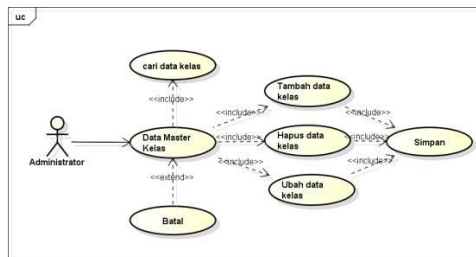 uc
cari data kelas
<<include>>
Tambah data
kelas
<<include>>
<<include>>
Administrator
Data Master
Kelas
<<include>>
Hapus data
kelas
<<include>>
Simpan
<<include>>
<<include>>
Ubah data
kelas
<<extend>>
Batal